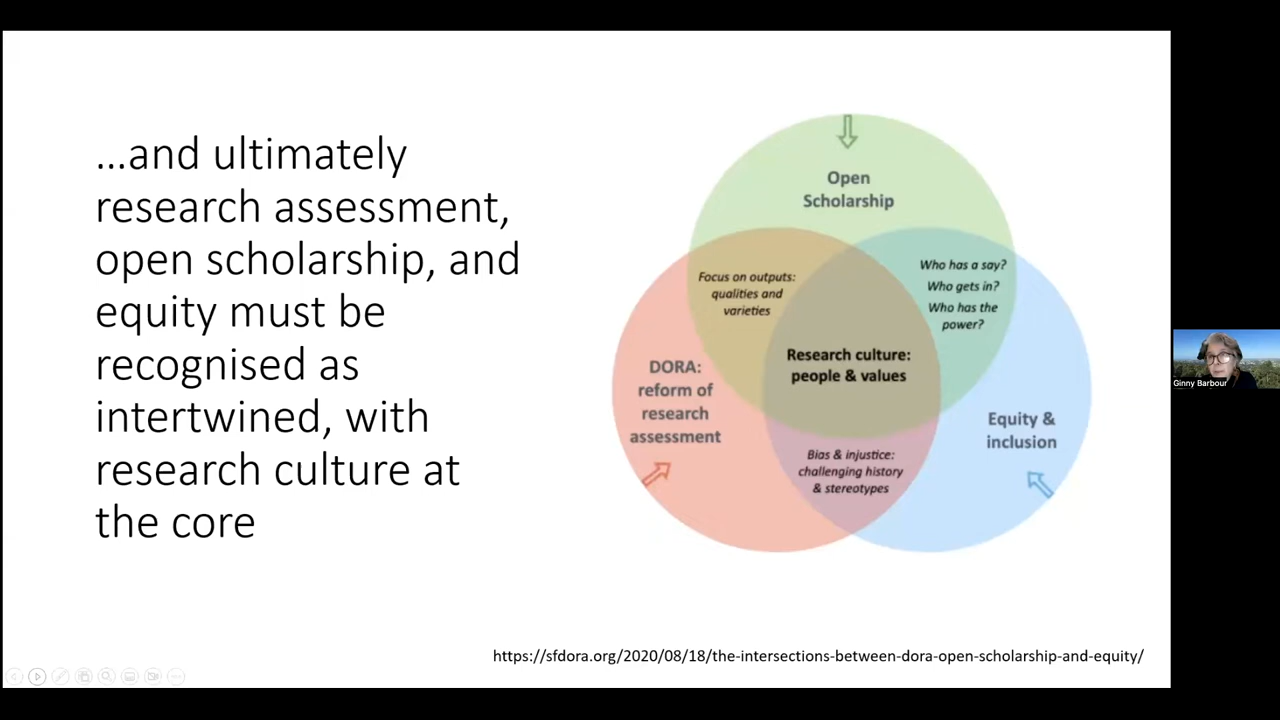 ...and ultimately
research assessment,
open scholarship, and
equity must be
recognised as
intertwined, with
research culture at
the core
Open
Scholarship
Focus on outputs:
qualities and
varieties
Who has a say?
Who gets in?
Who has the
power?
DORA:
reform of
research
assessment
Research culture:
people & values
Equity &
inclusion
Bias & injustice:
challenging history
& stereotypes
https://sfdora.org/2020/08/18/the-intersections-between-dora-open-scholarship-and-equity/
Ginny Barbour